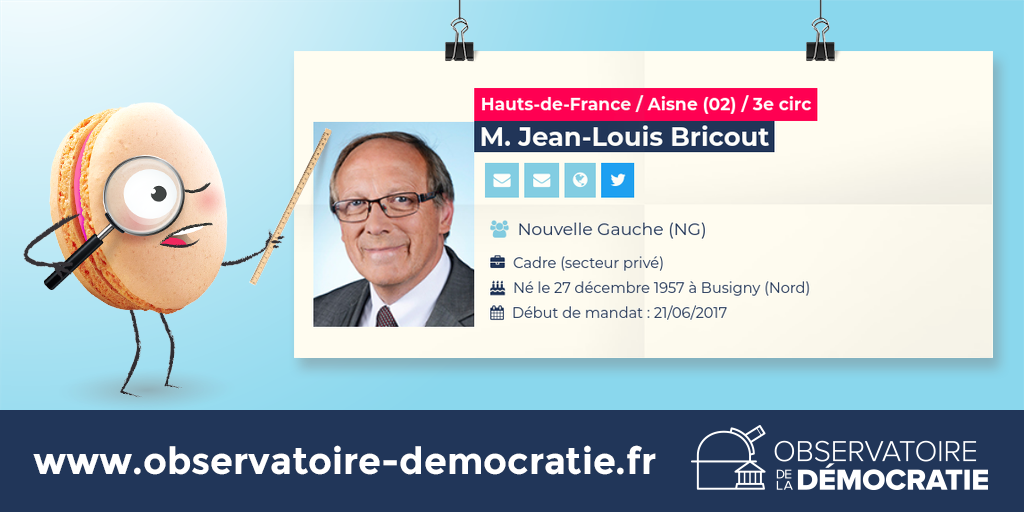 Hauts-de-France / Aisne (02) / 3e circ
M. Jean-Louis Bricout
Nouvelle Gauche (NG)
Cadre (secteur privé)
Né le 27 décembre 1957 à Busigny (Nord)
Début de mandat : 21/06/2017
www.observatoire-democratie.fr
OBSERVATOIRE
DE LA DÉMOCRATIE